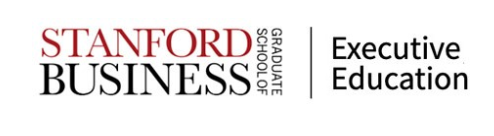 STANFORD
BUSINESS
GRADUATE
SCHOOL OF
Executive
Education